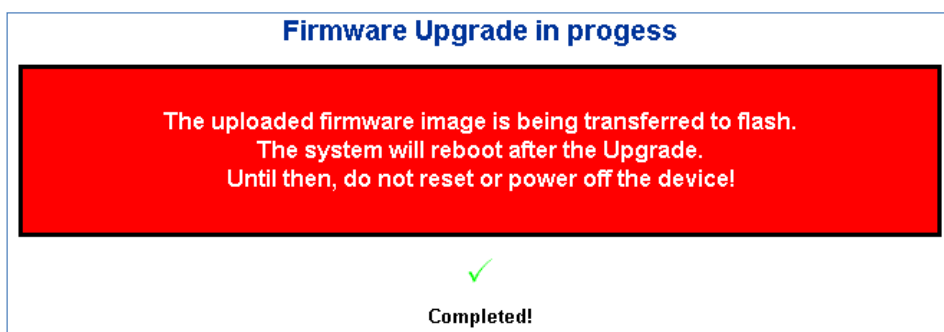 Firmware Upgrade in progess
The uploaded firmware image is being transferred to flash.
The system will reboot after the Upgrade.
Until then, do not reset or power off the device!
Completed!